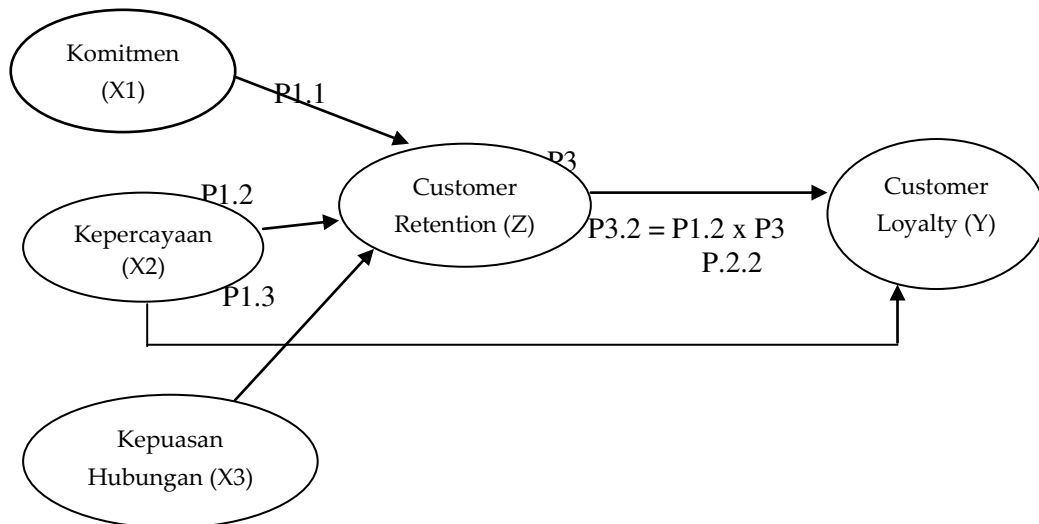 Komitmen
(X1)
P1.1
P3
Customer
Retention (Z)
Customer
Loyalty (Y)
P1.2
Kepercayaan
(X2)
P3.2 = P1.2 x P3
P.2.2
P1.3
Kepuasan
Hubungan (X3)